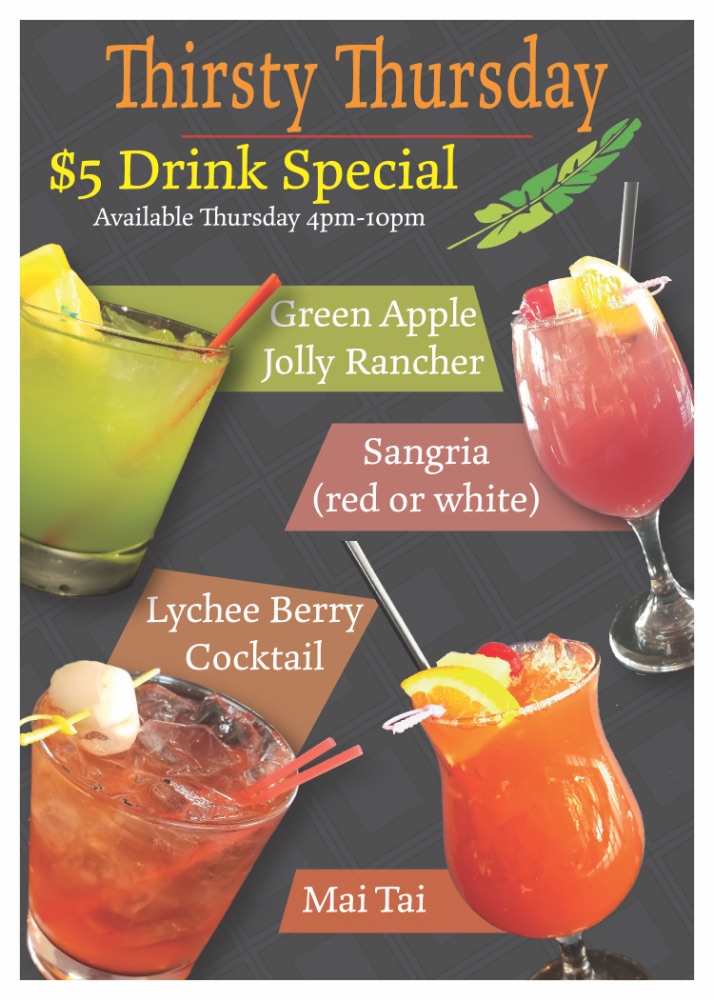 Thirsty Thursday
$5 Drink Special
Available Thursday 4pm-10pm
Green Apple
Jolly Rancher
Sangria
(red or white)
Lychee Berry
Cocktail
Mai Tai